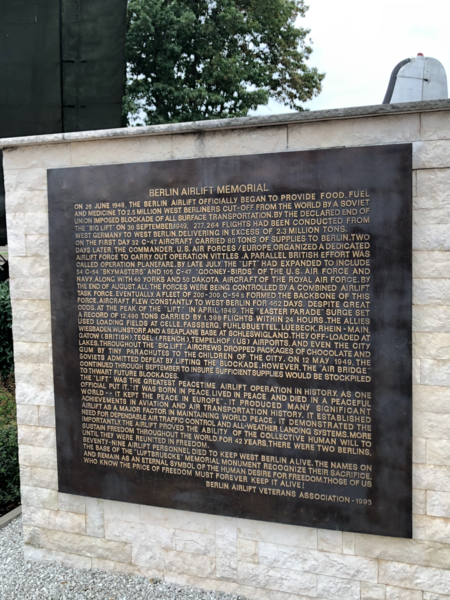 BERLIN AIRLIFT MEMORIAL
ON 26 JUNE 1948, THE BERLIN AIRLIFT OFFICIALLY BEGAN TO PROVIDE FOOD, FUEL
AND MEDICINE TO 2.5 MILLION WEST BERLINERS CUT-OFF FROM THE WORLD BY A SOVIET
UNION IMPOSED BLOCKADE OF ALL SURFACE TRANSPORTATION. BY THE DECLARED END OF
THE "BIG LIFT" ON 30 SEPTEMBER 1949, 277,264 FLIGHTS HAD BEEN CONDUCTED FROM
WEST GERMANY TO WEST BERLIN, DELIVERING IN EXCESS OF 2.3 MILLION TONS.
ON THE FIRST DAY 32 C-47 AIRCRAFT CARRIED 80 TONS OF SUPPLIES TO BERLIN. TWO
DAYS LATER, THE COMMANDER, U.S. AIR FORCES / EUROPE ORGANIZED A DEDICATED
AIRLIFT FORCE TO CARRY OUT OPERATION VITTLES. A PARALLEL BRITISH EFFORT WAS
CALLED OPERATION PLANEFARE. BY LATE JULY THE "LIFT" HAD EXPANDED TO INCLUDE
54 C-54 "SKYMASTERS" AND 105 C-47 "GOONEY-BIRDS" OF THE U.S. AIR FORCE AND
NAVY ALONG WITH 40 YORKS AND 50 DAKOTA AIRCRAFT OF THE ROYAL AIR FORCE. BY
THE END OF AUGUST, ALL THE FORCES WERE BEING CONTROLLED BY A COMBINED AIRLIFT
TASK FORCE. EVENTUALLY A FLEET OF 200-300 C-54s FORMED THE BACKBONE OF THIS
FORCE. AIRCRAFT FLEW CONSTANTLY TO WEST BERLIN FOR 462 DAYS, DESPITE GREAT
ODDS. AT THE PEAK OF THE "LIFT" IN APRIL 1949, THE "EASTER PARADE" SURGE SET
A RECORD OF 12,490 TONS CARRIED BY 1,398 FLIGHTS WITHIN 24 HOURS. THE ALLIES
USED LOADING FIELDS AT CELLE, FASSBERG, FUHLSBUETTEL, LUEBECK, RHEIN-MAIN,
WIESBADEN, WUNSTORF AND A SEAPLANE BASE AT SCHLESWIGLAND. THEY OFF-LOADED AT
GATOW (BRITISH), TEGEL (FRENCH), TEMPELHOF (US) AIRPORTS, AND EVEN THE CITY
LAKES. THROUGHOUT THE BIG LIFT, AIRCREWS DROPPED PACKAGES OF CHOCOLATE AND
GUM BY TINY PARACHUTES TO THE CHILDREN OF THE CITY. ON 12 MAY 1949, THE
SOVIETS ADMITTED DEFEAT BY LIFTING THE BLOCKADE. HOWEVER, THE "AIR BRIDGE"
CONTINUED THROUGH SEPTEMBER TO INSURE SUFFICIENT SUPPLIES WOULD BE STOCKPILED
TO THWART FUTURE BLOCKADES.
THE "LIFT" WAS THE GREATEST PEACETIME AIRLIFT OPERATION IN HISTORY. AS ONE
OFFICIAL PUT IT "IT WAS BORN IN PEACE, LIVED IN PEACE AND DIED IN A PEACEFUL
WORLD -- IT KEPT THE PEACE IN EUROPE". IT PRODUCED MANY SIGNIFICANT
ACHIEVEMENTS IN AVIATION AND AIR TRANSPORTATION HISTORY. IT ESTABLISHED
AIRLIFT AS A MAJOR FACTOR IN MAINTAINING WORLD PEACE. IT DEMONSTRATED THE
NEED FOR DEPENDABLE AIR TRAFFIC CONTROL AND ALL-WEATHER LANDING SYSTEMS. MORE
IMPORTANTLY, THE AIRLIFT PROVED THE ABILITY OF THE COLLECTIVE HUMAN WILL TO
SUSTAIN FREEDOM THROUGHOUT THE WORLD. FOR 42 YEARS, THERE WERE TWO BERLINS,
UNTIL THEY WERE REUNITED IN FREEDOM.
SEVENTY-NINE AIRLIFT PERSONNEL DIED TO KEEP WEST BERLIN ALIVE. THE NAMES ON
THE BASE OF THE "LUFTBRUECKE" MEMORIAL MONUMENT RECOGNIZE THEIR SACRIFICE,
AND REMAIN AS AN ETERNAL SYMBOL OF THE HUMAN DESIRE FOR FREEDOM. THOSE OF US
WHO KNOW THE PRICE OF FREEDOM MUST FOREVER KEEP IT ALIVE!
BERLIN AIRLIFT VETERANS ASSOCIATION - 1993